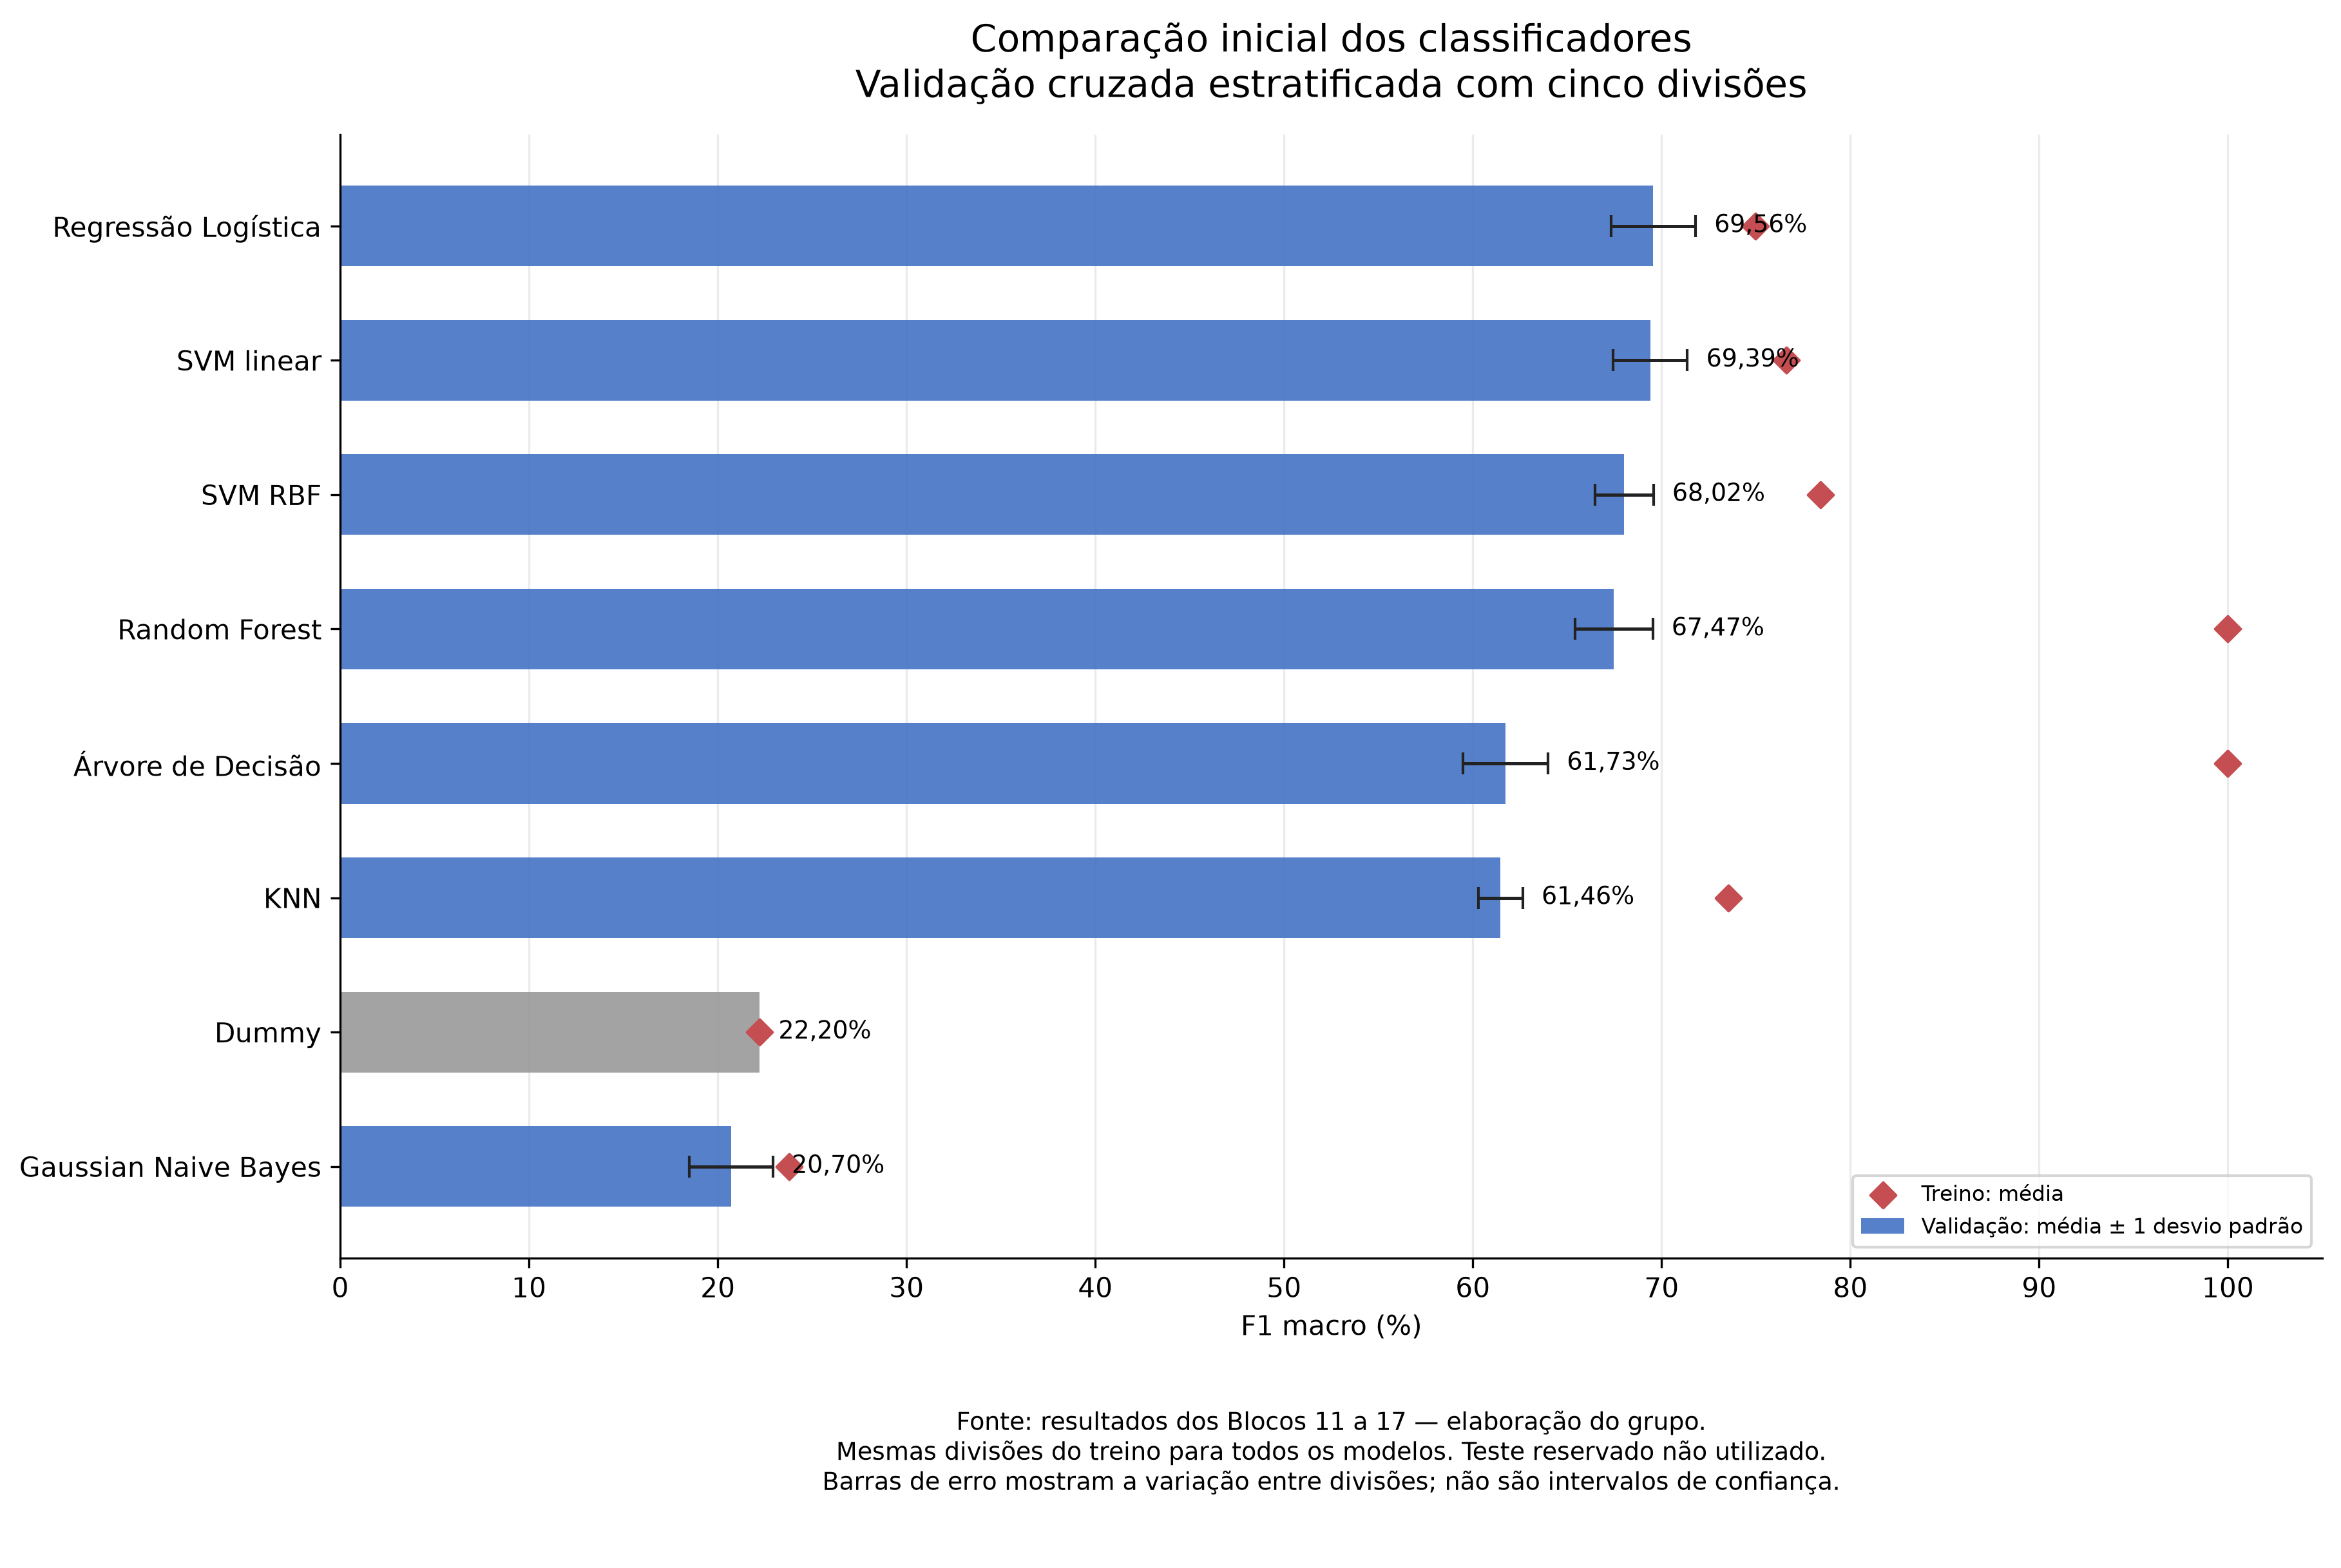 Comparação inicial dos classificadores
Validação cruzada estratificada com cinco divisões
Regressão Logística
69,56%
SVM linear
69,39%
SVM RBF
68,02%
Random Forest
67,47%
Árvore de Decisão
61,73%
KNN
61,46%
Dummy
22,20%
Gaussian Naive Bayes
20,70%
Treino: média
Validação: média ± 1 desvio padrão
0 10 20 30 40 50 60 70 80 90 100
F1 macro (%)
Fonte: resultados dos Blocos 11 a 17 — elaboração do grupo.
Mesmas divisões do treino para todos os modelos. Teste reservado não utilizado.
Barras de erro mostram a variação entre divisões; não são intervalos de confiança.